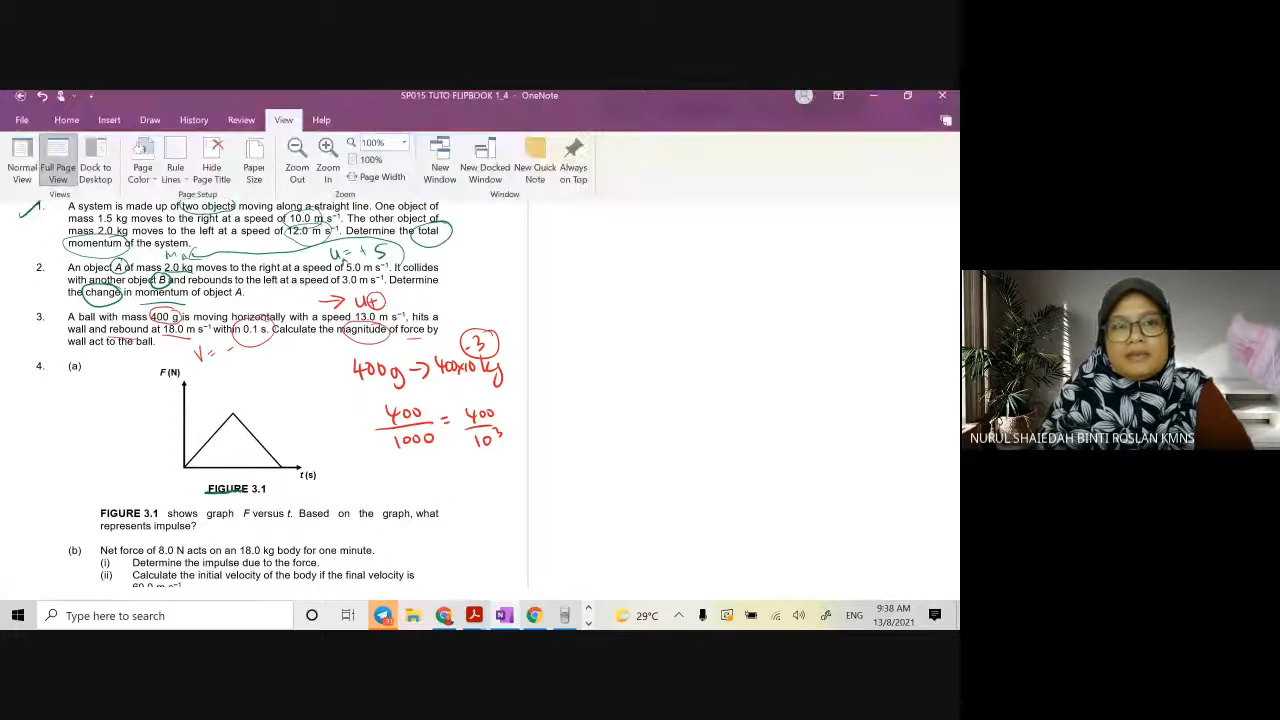 SP015 TUTO FLIPBOOK 1_4 - OneNote
File Home Insert Draw History Review View Help
100%
100%
Page Width
Normal View
Full Page View
Dock to Desktop
Page Color
Rule Lines
Hide Page Title
Paper Size
Zoom Out
Zoom In
New Window
New Docked Window
New Quick Note
Always on Top
Views
Page Setup
Zoom
Window
1. A system is made up of two objects moving along a straight line. One object of
mass 1.5 kg moves to the right at a speed of 10.0 m s⁻¹. The other object of
mass 2.0 kg moves to the left at a speed of 12.0 m s⁻¹. Determine the total
momentum of the system.
u = + 5
2. An object A of mass 2.0 kg moves to the right at a speed of 5.0 m s⁻¹. It collides
with another object B and rebounds to the left at a speed of 3.0 m s⁻¹. Determine
the change in momentum of object A.
→ u+
3. A ball with mass 400 g is moving horizontally with a speed 13.0 m s⁻¹, hits a
wall and rebound at 18.0 m s⁻¹ within 0.1 s. Calculate the magnitude of force by
wall act to the ball.
V = -
400g → 400x10⁻³ kg
400/1000 = 400/10³
4. (a)
F (N)
t (s)
FIGURE 3.1
FIGURE 3.1 shows graph F versus t. Based on the graph, what
represents impulse?
(b) Net force of 8.0 N acts on an 18.0 kg body for one minute.
(i) Determine the impulse due to the force.
(ii) Calculate the initial velocity of the body if the final velocity is
60.0 m s⁻¹
NURUL SHAIEDAH BINTI ROSLAN KMNS
Type here to search
29°C
ENG
9:38 AM
13/8/2021